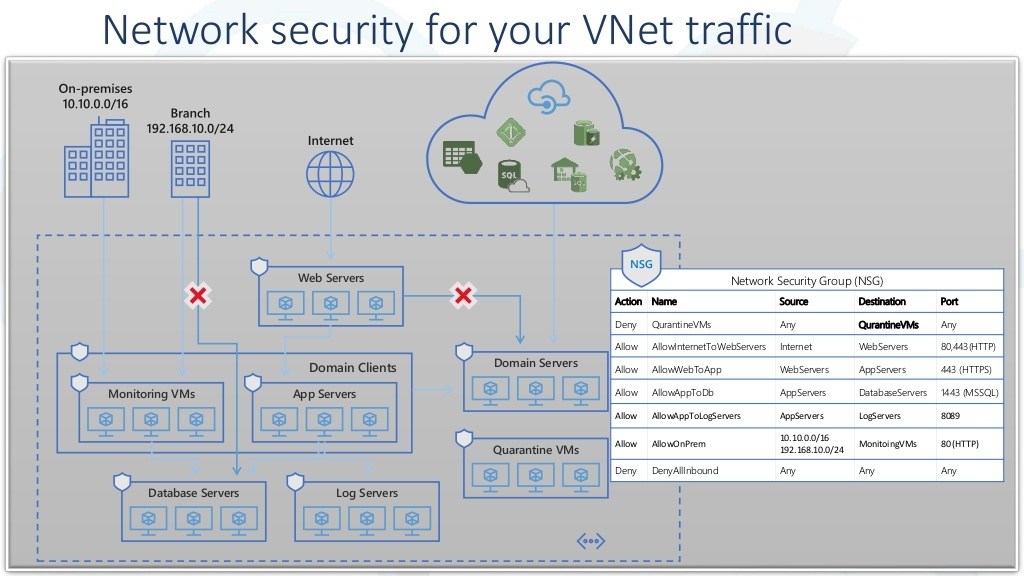 Network security for your VNet traffic
On-premises
10.10.0.0/16
Branch
192.168.10.0/24
Internet
SQL
Web Servers
Domain Clients
Monitoring VMs
App Servers
Domain Servers
Quarantine VMs
Database Servers
Log Servers
NSG
Network Security Group (NSG)
Action Name Source Destination Port
Deny QurantineVMs Any QurantineVMs Any
Allow AllowInternetToWebServers Internet WebServers 80,443(HTTP)
Allow AllowWebToApp WebServers AppServers 443 (HTTPS)
Allow AllowAppToDb AppServers DatabaseServers 1443 (MSSQL)
Allow AllowAppToLogServers AppServers LogServers 8089
Allow AllowOnPrem 10.10.0.0/16 192.168.10.0/24 MonitoingVMs 80(HTTP)
Deny DenyAllInbound Any Any Any